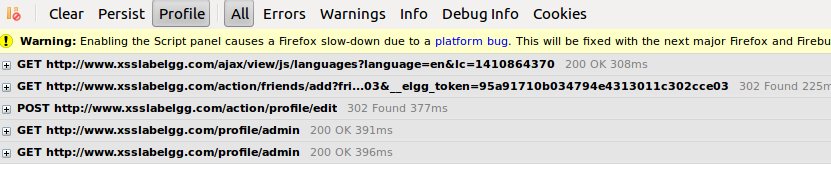 Clear Persist Profile All Errors Warnings Info Debug Info Cookies
Warning: Enabling the Script panel causes a Firefox slow-down due to a platform bug. This will be fixed with the next major Firefox and Firebu
GET http://www.xsslabelgg.com/ajax/view/js/languages?language=en&lc=1410864370 200 OK 308ms
GET http://www.xsslabelgg.com/action/friends/add?fri...03&__elgg_token=95a91710b034794e4313011c302cce03 302 Found 225m
POST http://www.xsslabelgg.com/action/profile/edit 302 Found 377ms
GET http://www.xsslabelgg.com/profile/admin 200 OK 391ms
GET http://www.xsslabelgg.com/profile/admin 200 OK 396ms